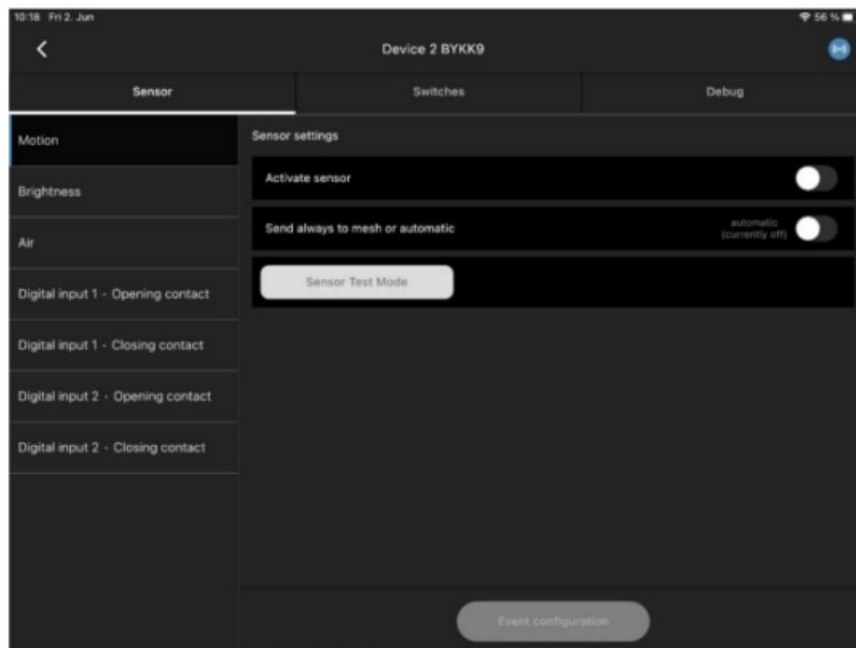 10:18 Fri 2. Jun
56 %
Device 2 BYKK9
Sensor
Switches
Debug
Motion
Brightness
Air
Digital input 1 - Opening contact
Digital input 1 - Closing contact
Digital input 2 - Opening contact
Digital input 2 - Closing contact
Sensor settings
Activate sensor
Send always to mesh or automatic
automatic
(currently off)
Sensor Test Mode
Event configuration